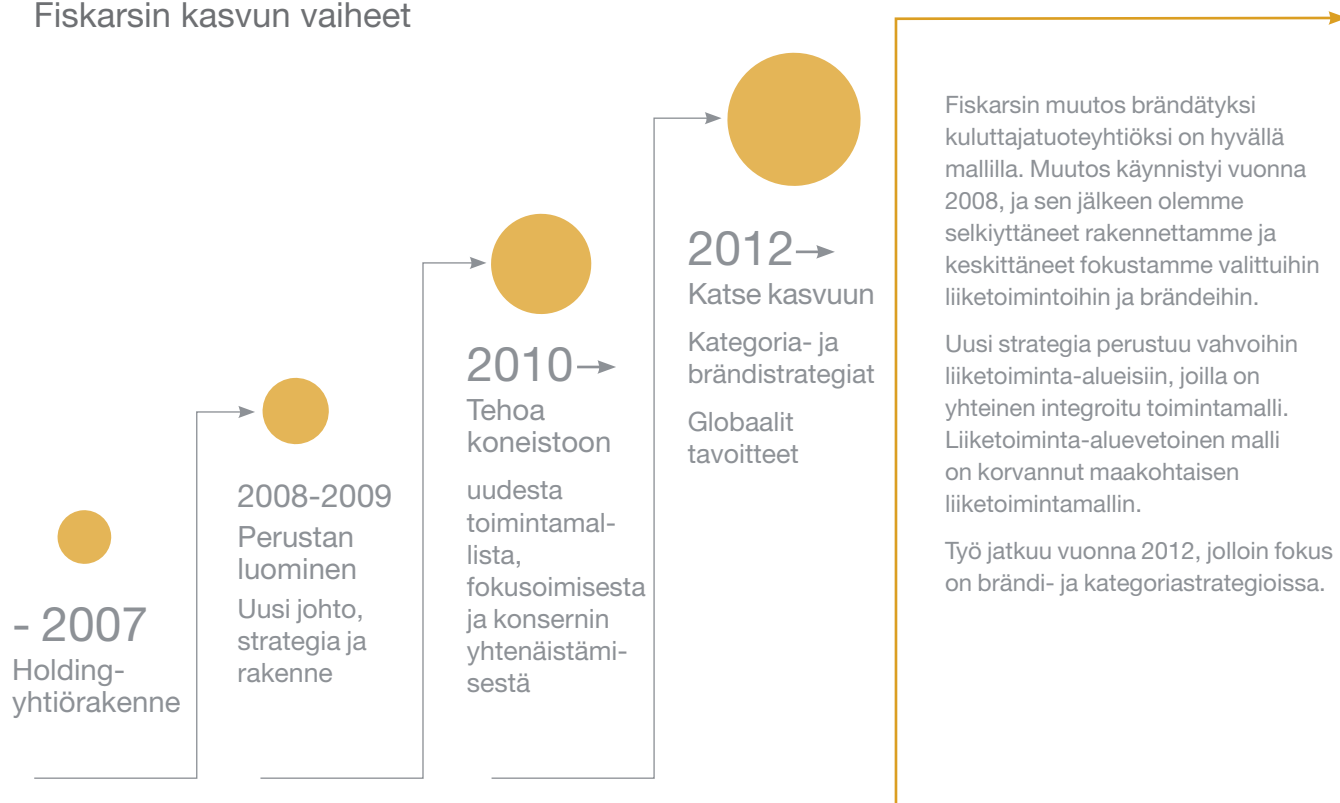 Fiskarsin kasvun vaiheet
- 2007
Holding-
yhtiörakenne
2008-2009
Perustan
luominen
Uusi johto,
strategia ja
rakenne
2010
Tehoa
koneistoon
uudesta
toimintamal-
lista,
fokusoimisesta
ja konsernin
yhtenäistämi-
sestä
2012
Katse kasvuun
Kategoria- ja
brändistrategiat
Globaalit
tavoitteet
Fiskarsin muutos brändätyksi
kuluttajatuoteyhtiöksi on hyvällä
mallilla. Muutos käynnistyi vuonna
2008, ja sen jälkeen olemme
selkiyttäneet rakennettamme ja
keskittäneet fokustamme valittuihin
liiketoimintoihin ja brändeihin.
Uusi strategia perustuu vahvoihin
liiketoiminta-alueisiin, joilla on
yhteinen integroitu toimintamalli.
Liiketoiminta-aluevetoinen malli
on korvannut maakohtaisen
liiketoimintamallin.
Työ jatkuu vuonna 2012, jolloin fokus
on brändi- ja kategoriastrategioissa.